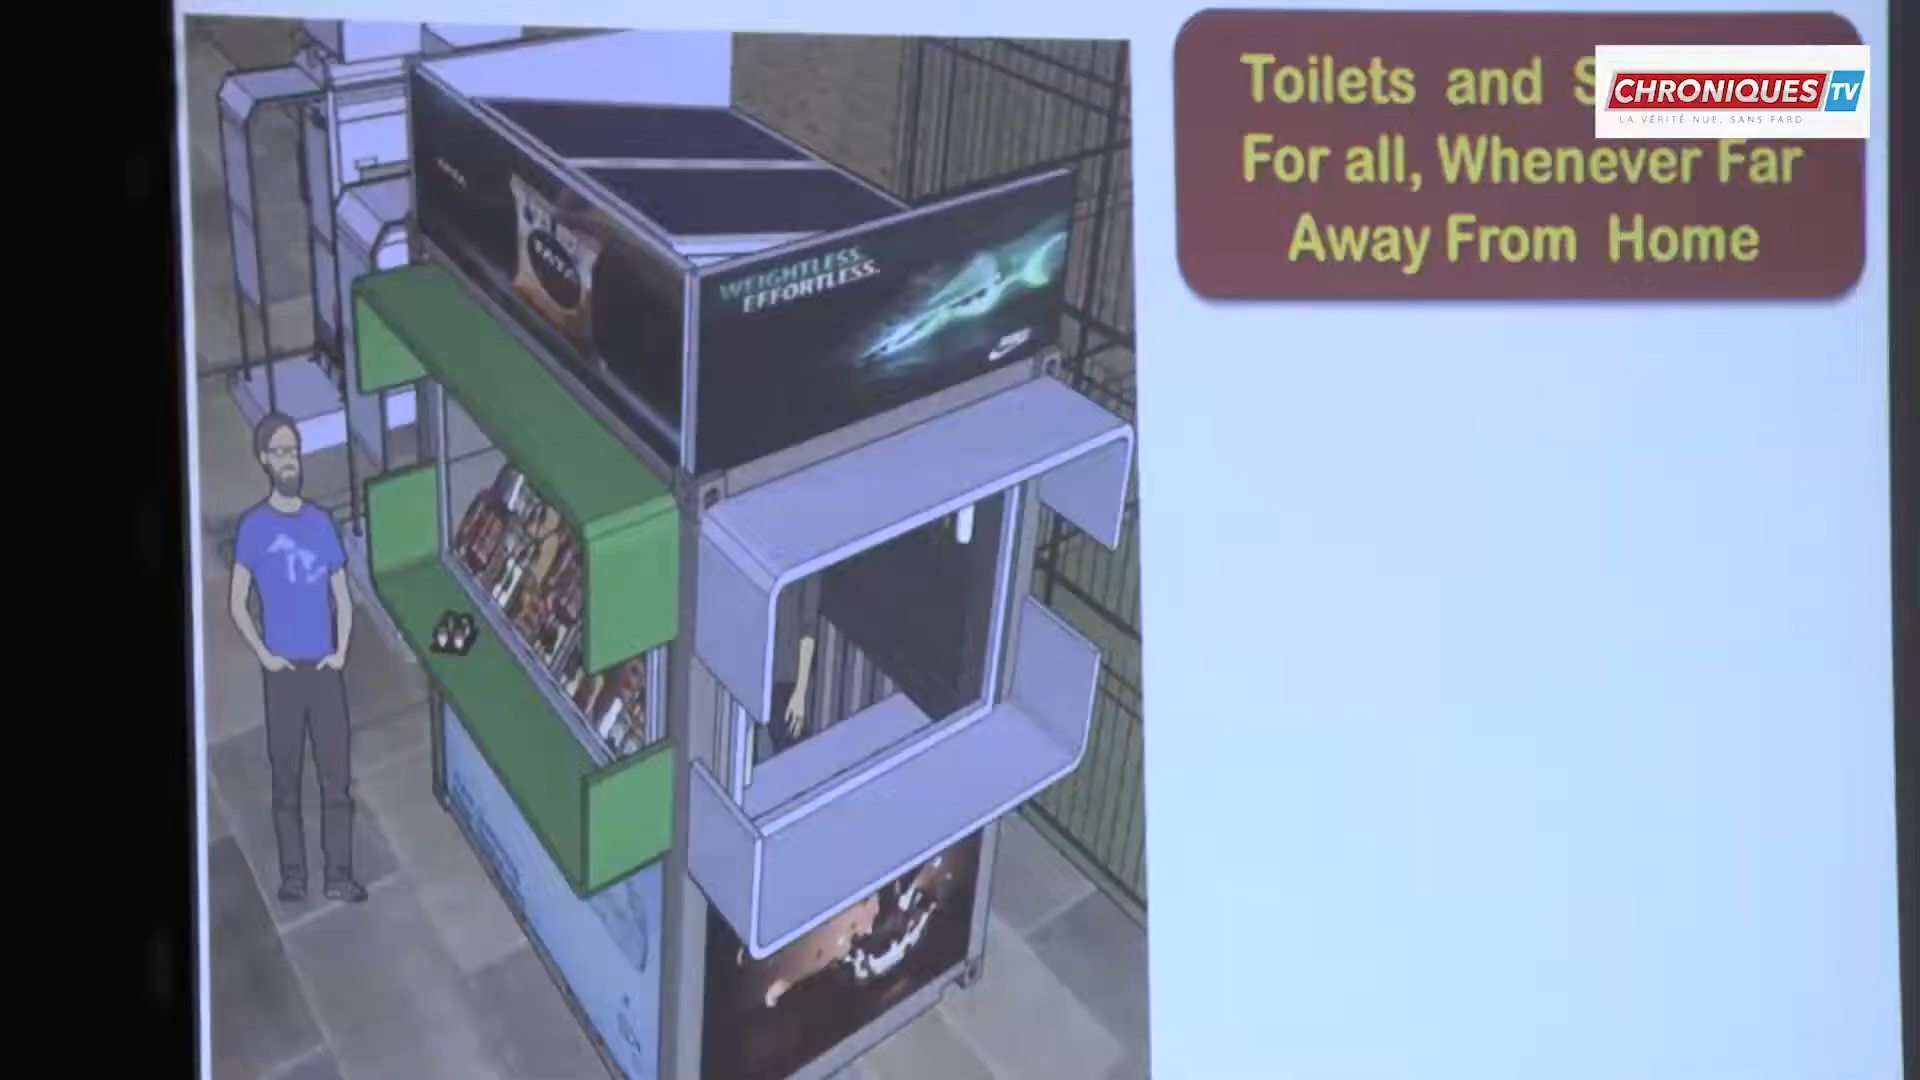 Toilets and S
CHRONIQUES TV
LA VÉRITÉ NUE, SANS FARD
For all, Whenever Far
Away From Home
WEIGHTLESS.
EFFORTLESS.